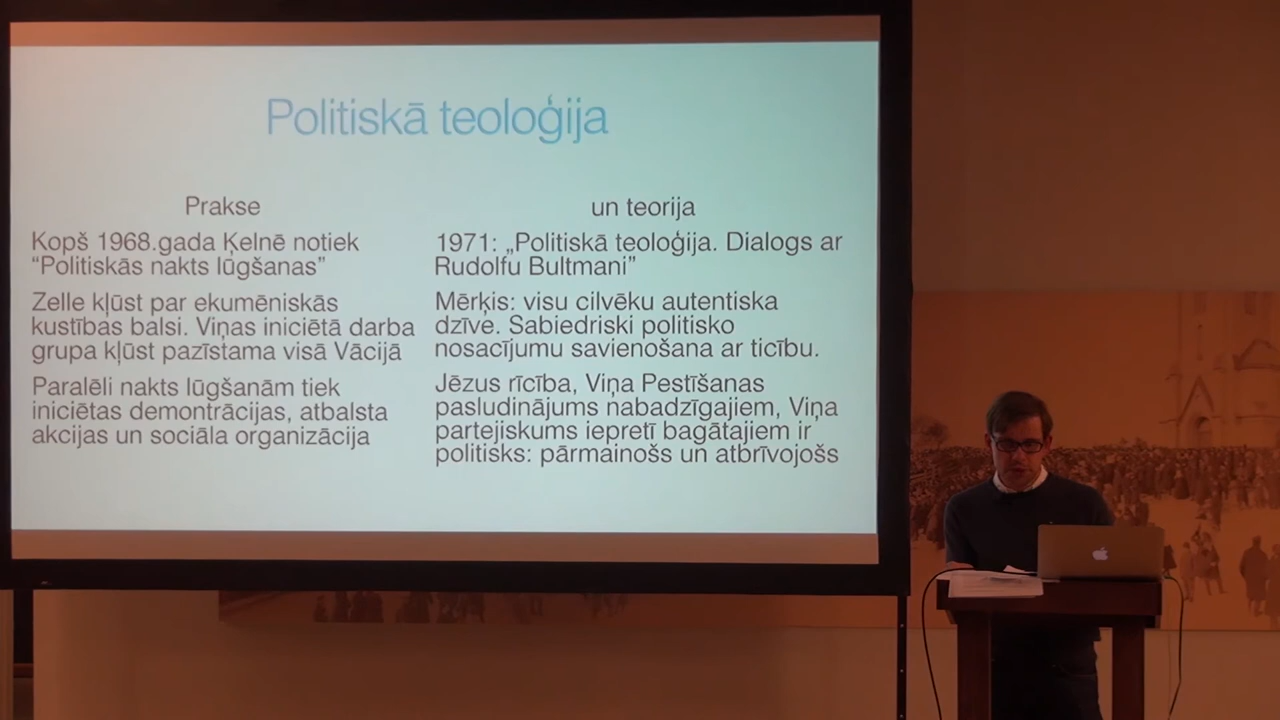 Politiskā teoloģija
Prakse
Kopš 1968.gada Ķelnē notiek
“Politiskās nakts lūgšanas”
Zelle kļūst par ekumēniskās
kustības balsi. Viņas iniciētā darba
grupa kļūst pazīstama visā Vācijā
Paralēli nakts lūgšanām tiek
iniciētas demontrācijas, atbalsta
akcijas un sociāla organizācija
un teorija
1971: „Politiskā teoloģija. Dialogs ar
Rudolfu Bultmani”
Mērķis: visu cilvēku autentiska
dzīve. Sabiedriski politisko
nosacījumu savienošana ar ticību.
Jēzus rīcība, Viņa Pestīšanas
pasludinājums nabadzīgajiem, Viņa
partejiskums iepretī bagātajiem ir
politisks: pārmainošs un atbrīvojošs